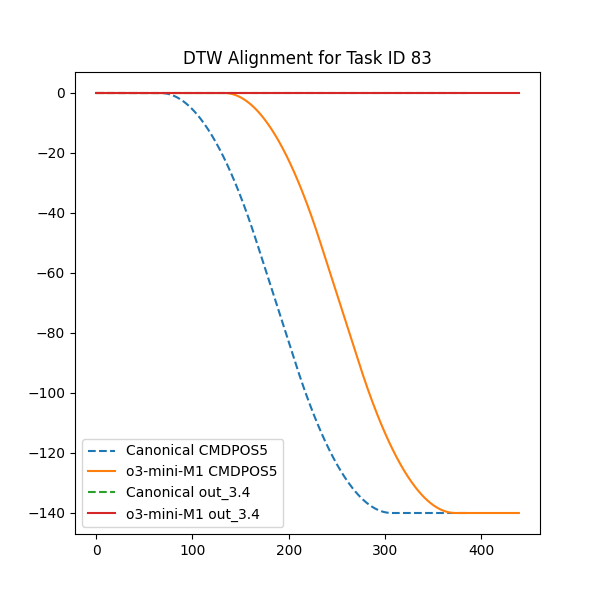 DTW Alignment for Task ID 83
0
−20
−40
−60
−80
−100
−120
−140
Canonical CMDPOS5
o3-mini-M1 CMDPOS5
Canonical out_3.4
o3-mini-M1 out_3.4
0 100 200 300 400